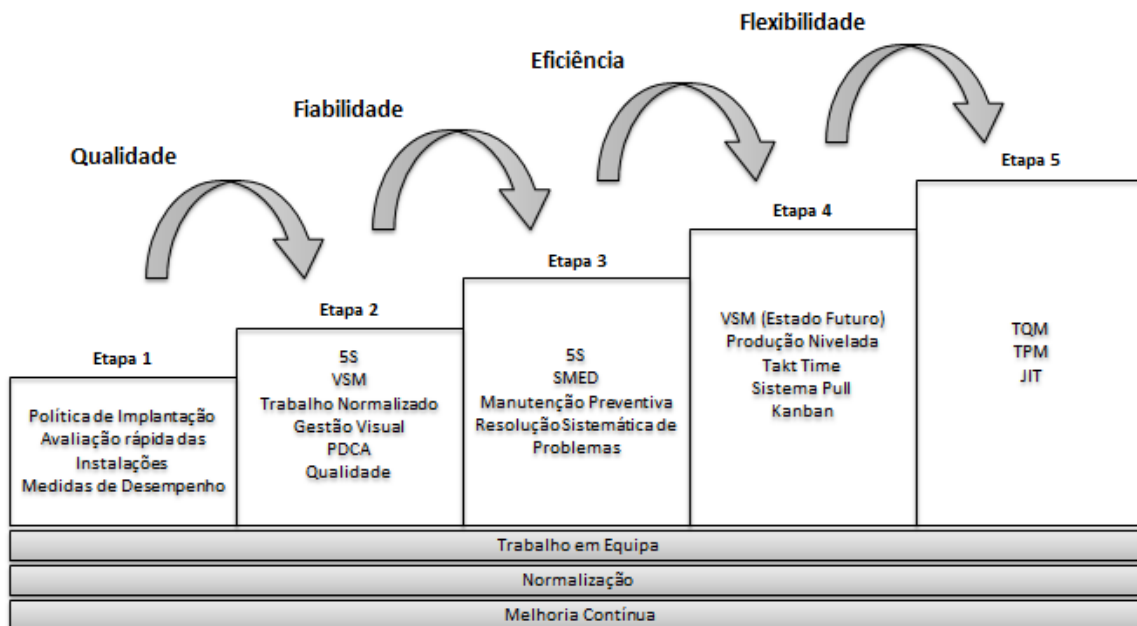 Qualidade
Fiabilidade
Eficiência
Flexibilidade
Etapa 1
Política de Implantação
Avaliação rápida das
Instalações
Medidas de Desempenho
Etapa 2
5S
VSM
Trabalho Normalizado
Gestão Visual
PDCA
Qualidade
Etapa 3
5S
SMED
Manutenção Preventiva
Resolução Sistemática de
Problemas
Etapa 4
VSM (Estado Futuro)
Produção Nivelada
Takt Time
Sistema Pull
Kanban
Etapa 5
TQM
TPM
JIT
Trabalho em Equipa
Normalização
Melhoria Contínua